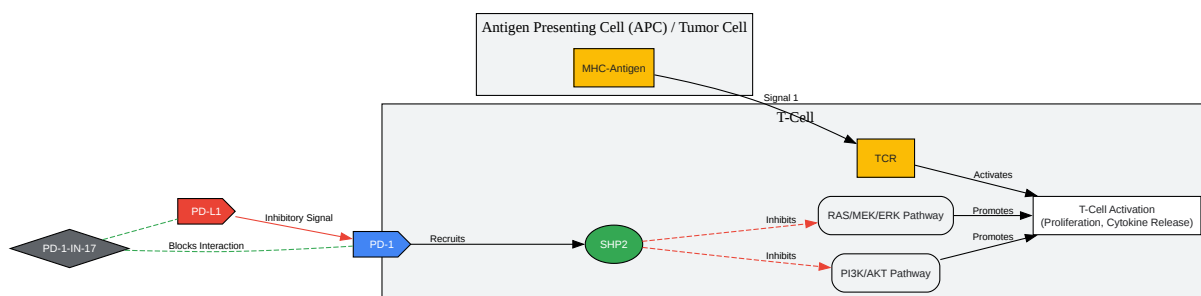 Antigen Presenting Cell (APC) / Tumor Cell
MHC-Antigen
Signal 1
T-Cell
TCR
Activates
PD-L1
Inhibitory Signal
PD-1-IN-17
Blocks Interaction
PD-1
Recruits
SHP2
Inhibits
Inhibits
RAS/MEK/ERK Pathway
Promotes
PI3K/AKT Pathway
Promotes
T-Cell Activation
(Proliferation, Cytokine Release)